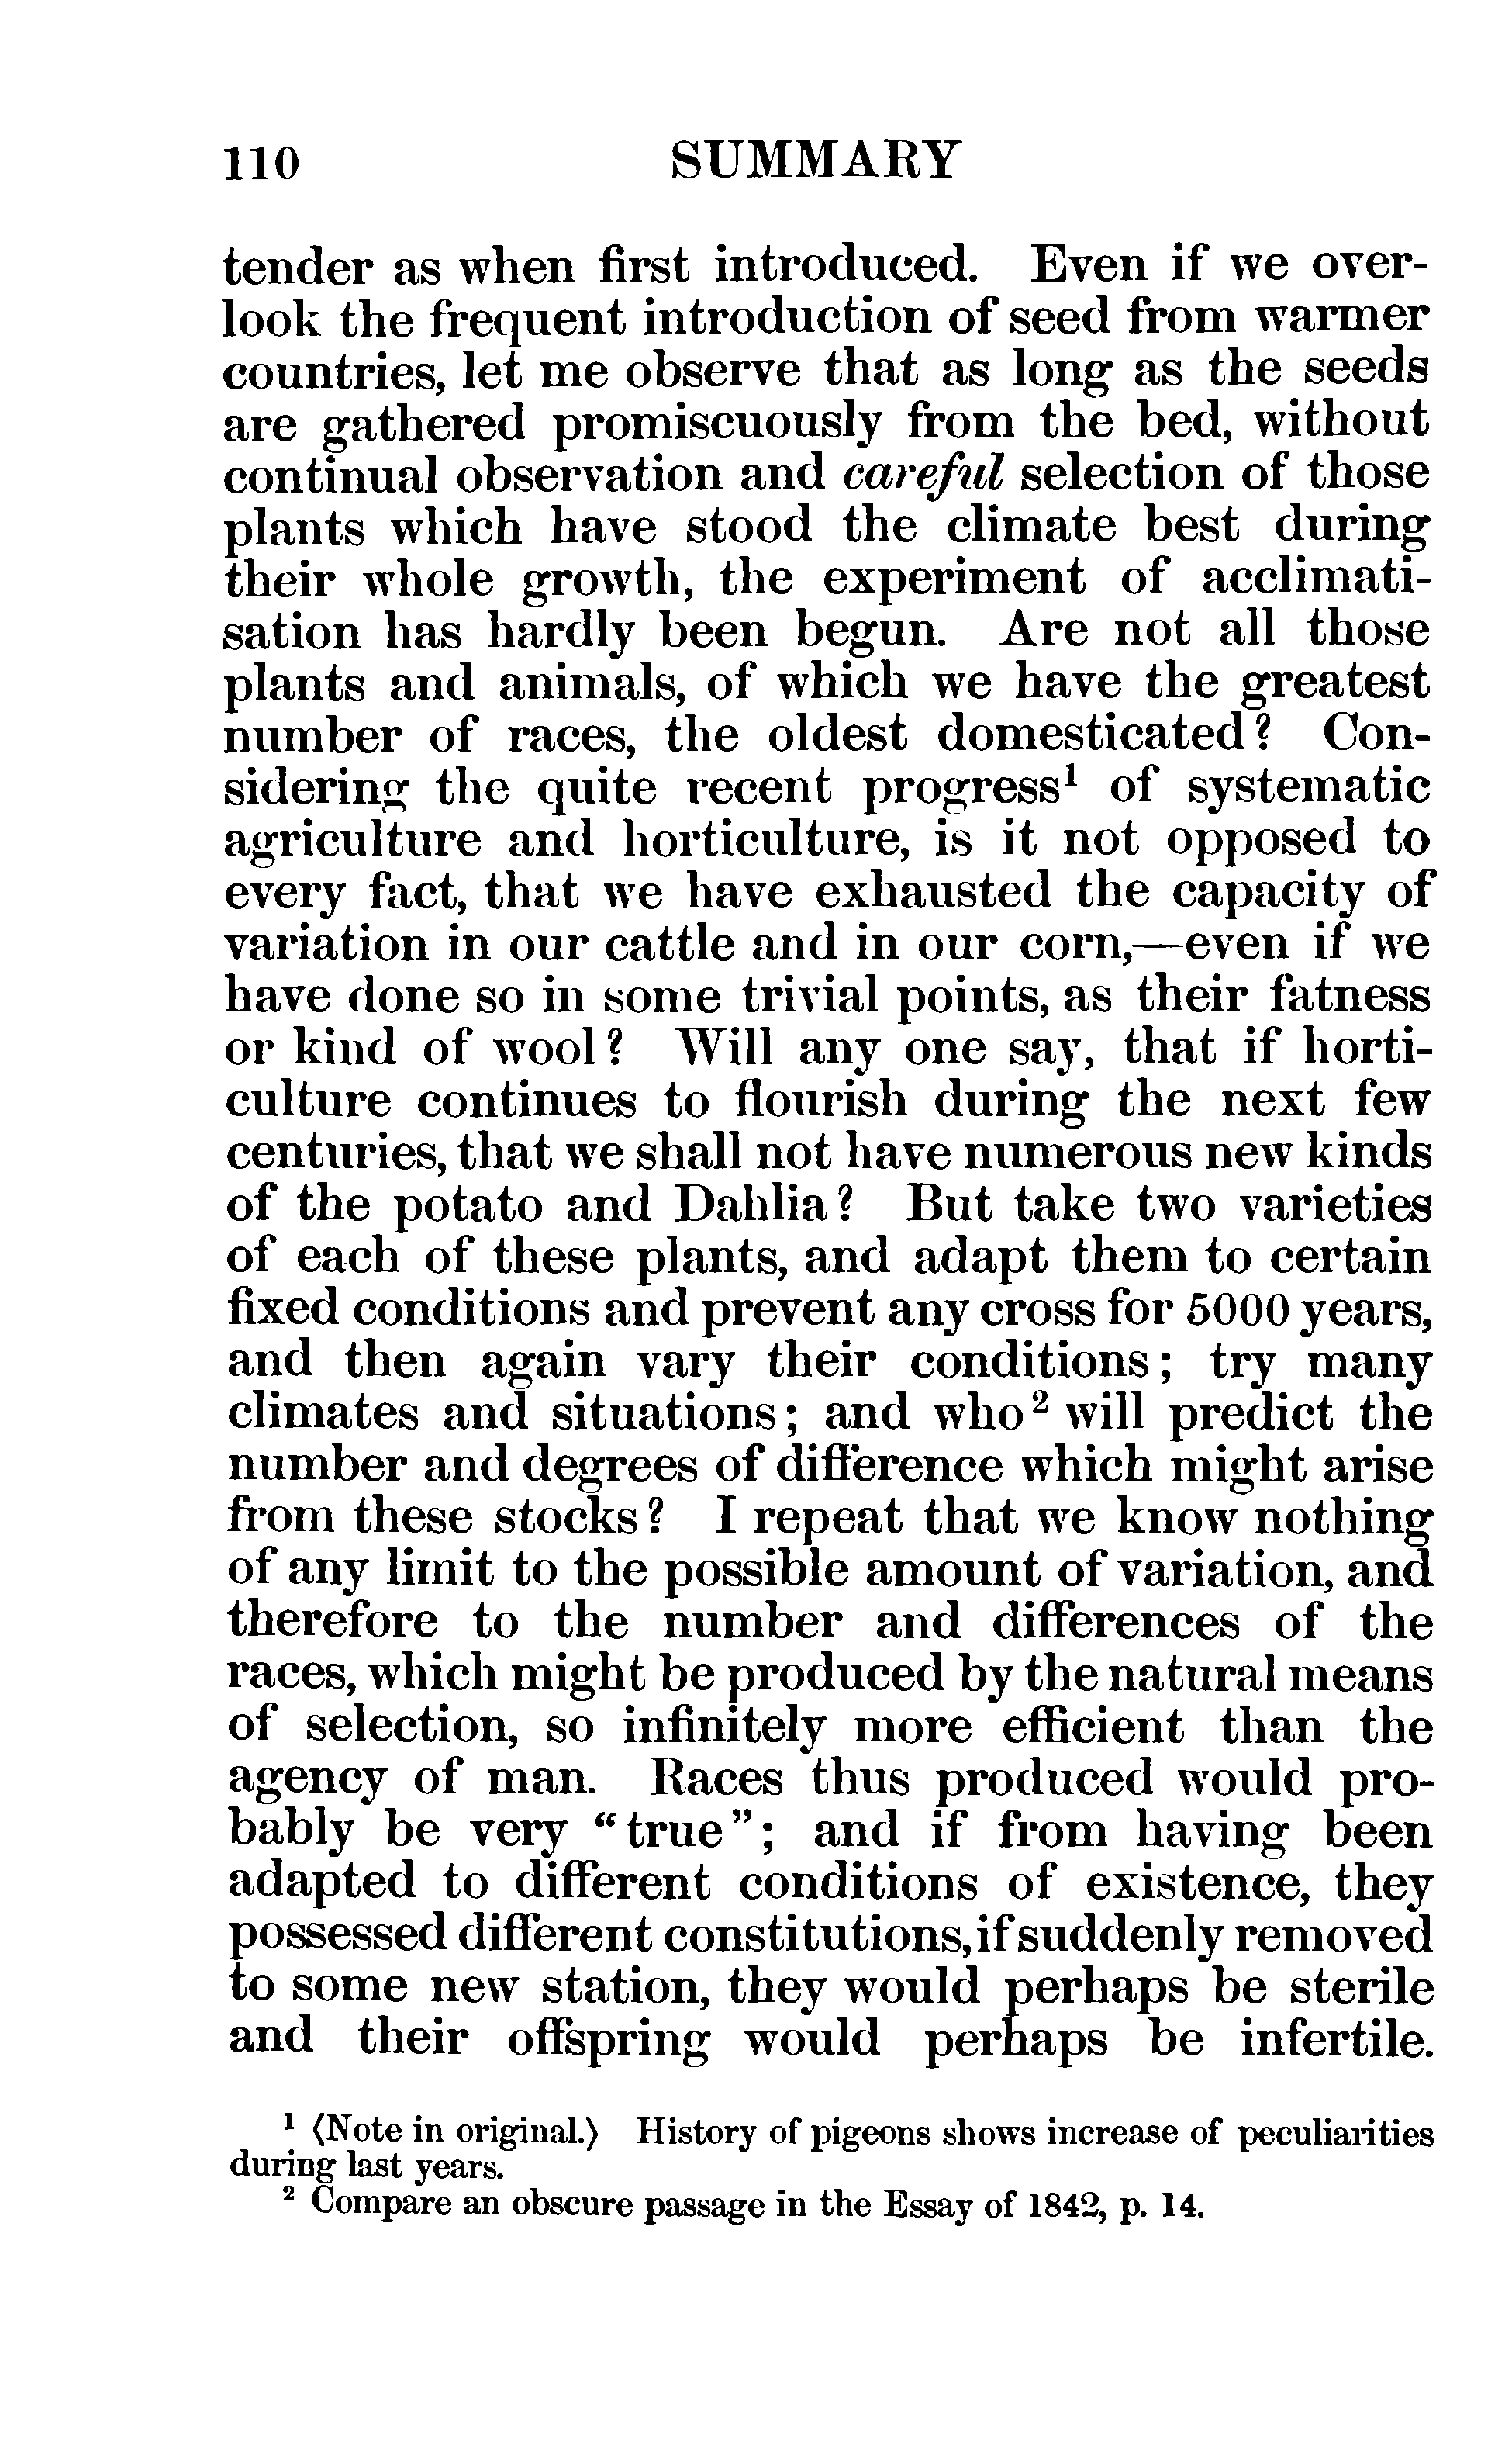 110 SUMMARY
tender as when first introduced. Even if we over-
look the frequent introduction of seed from warmer
countries, let me observe that as long as the seeds
are gathered promiscuously from the bed, without
continual observation and careful selection of those
plants which have stood the climate best during
their whole growth, the experiment of acclimati-
sation has hardly been begun. Are not all those
plants and animals, of which we have the greatest
number of races, the oldest domesticated? Con-
sidering the quite recent progress¹ of systematic
agriculture and horticulture, is it not opposed to
every fact, that we have exhausted the capacity of
variation in our cattle and in our corn,—even if we
have done so in some trivial points, as their fatness
or kind of wool? Will any one say, that if horti-
culture continues to flourish during the next few
centuries, that we shall not have numerous new kinds
of the potato and Dahlia? But take two varieties
of each of these plants, and adapt them to certain
fixed conditions and prevent any cross for 5000 years,
and then again vary their conditions; try many
climates and situations; and who² will predict the
number and degrees of difference which might arise
from these stocks? I repeat that we know nothing
of any limit to the possible amount of variation, and
therefore to the number and differences of the
races, which might be produced by the natural means
of selection, so infinitely more efficient than the
agency of man. Races thus produced would pro-
bably be very "true"; and if from having been
adapted to different conditions of existence, they
possessed different constitutions, if suddenly removed
to some new station, they would perhaps be sterile
and their offspring would perhaps be infertile.
¹ ⟨Note in original.⟩ History of pigeons shows increase of peculiarities
during last years.
² Compare an obscure passage in the Essay of 1842, p. 14.